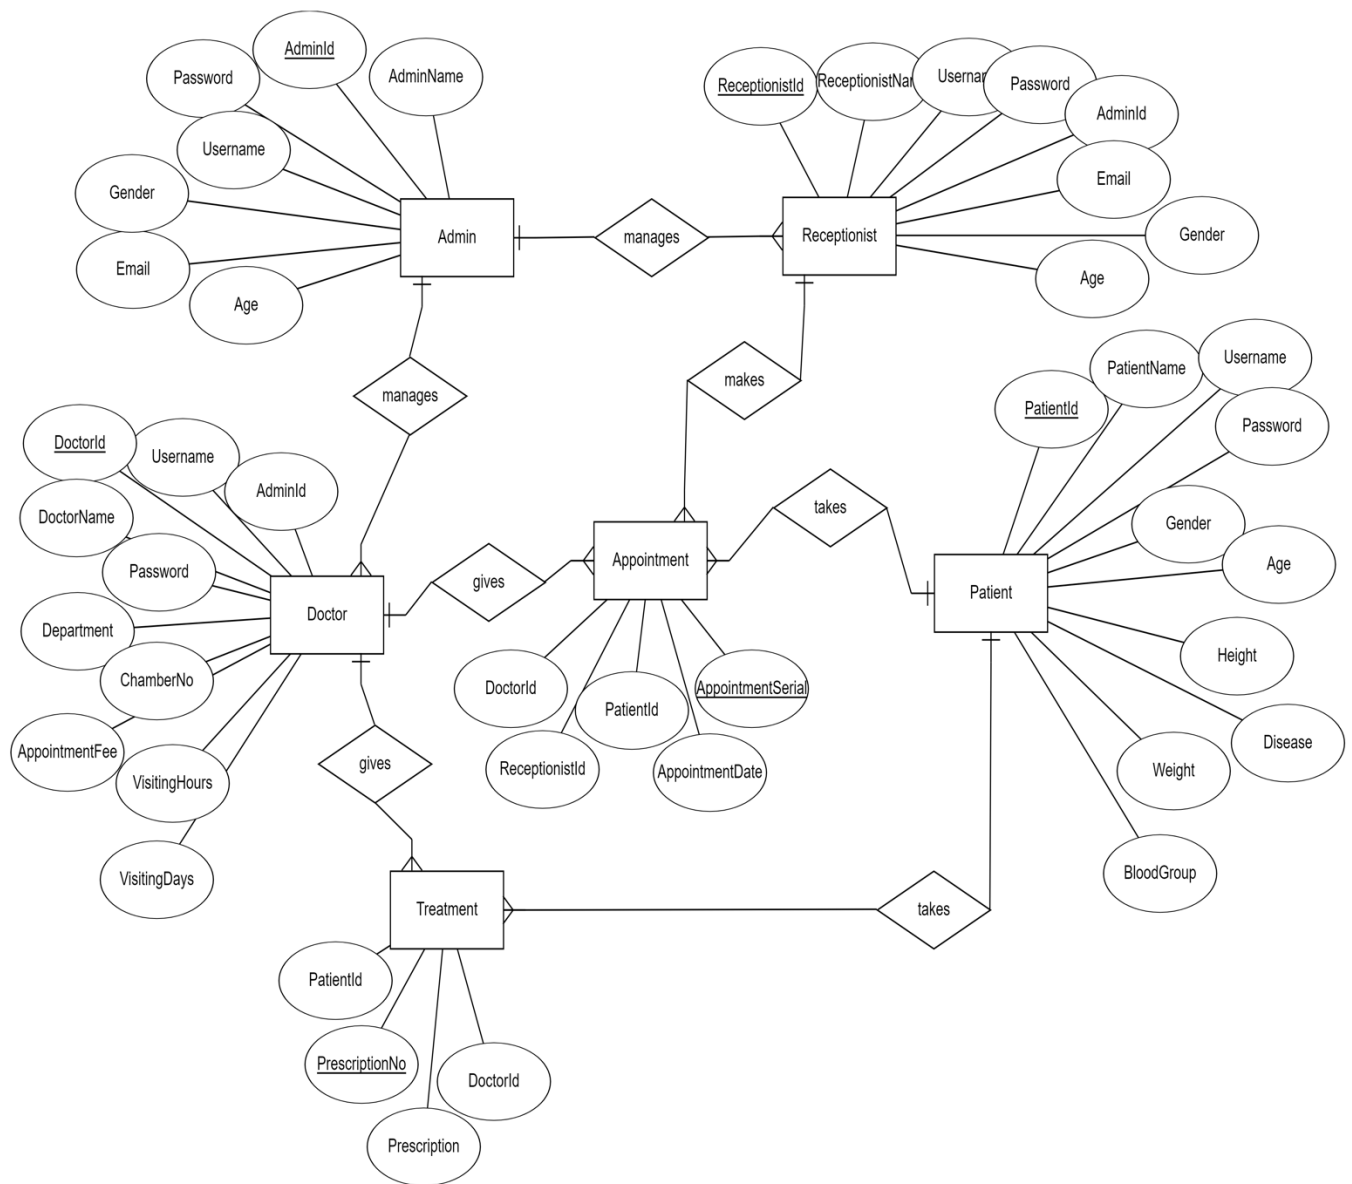 AdminId
AdminName
Password
Username
Gender
Email
Age
Admin
manages
ReceptionistId
ReceptionistNam
Username
Password
AdminId
Email
Gender
Age
Receptionist
manages
makes
PatientId
PatientName
Username
Password
Gender
Age
Height
Disease
Weight
BloodGroup
Patient
takes
DoctorId
Username
AdminId
DoctorName
Password
Department
ChamberNo
AppointmentFee
VisitingHours
VisitingDays
Doctor
gives
Appointment
DoctorId
PatientId
AppointmentSerial
ReceptionistId
AppointmentDate
gives
Treatment
takes
PatientId
PrescriptionNo
DoctorId
Prescription